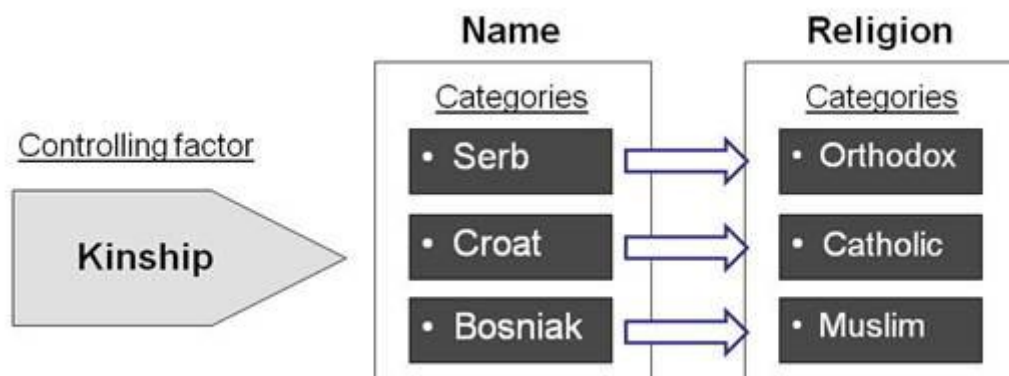 Name
Religion
Controlling factor
Kinship
Categories
• Serb
• Croat
• Bosniak
Categories
• Orthodox
• Catholic
• Muslim